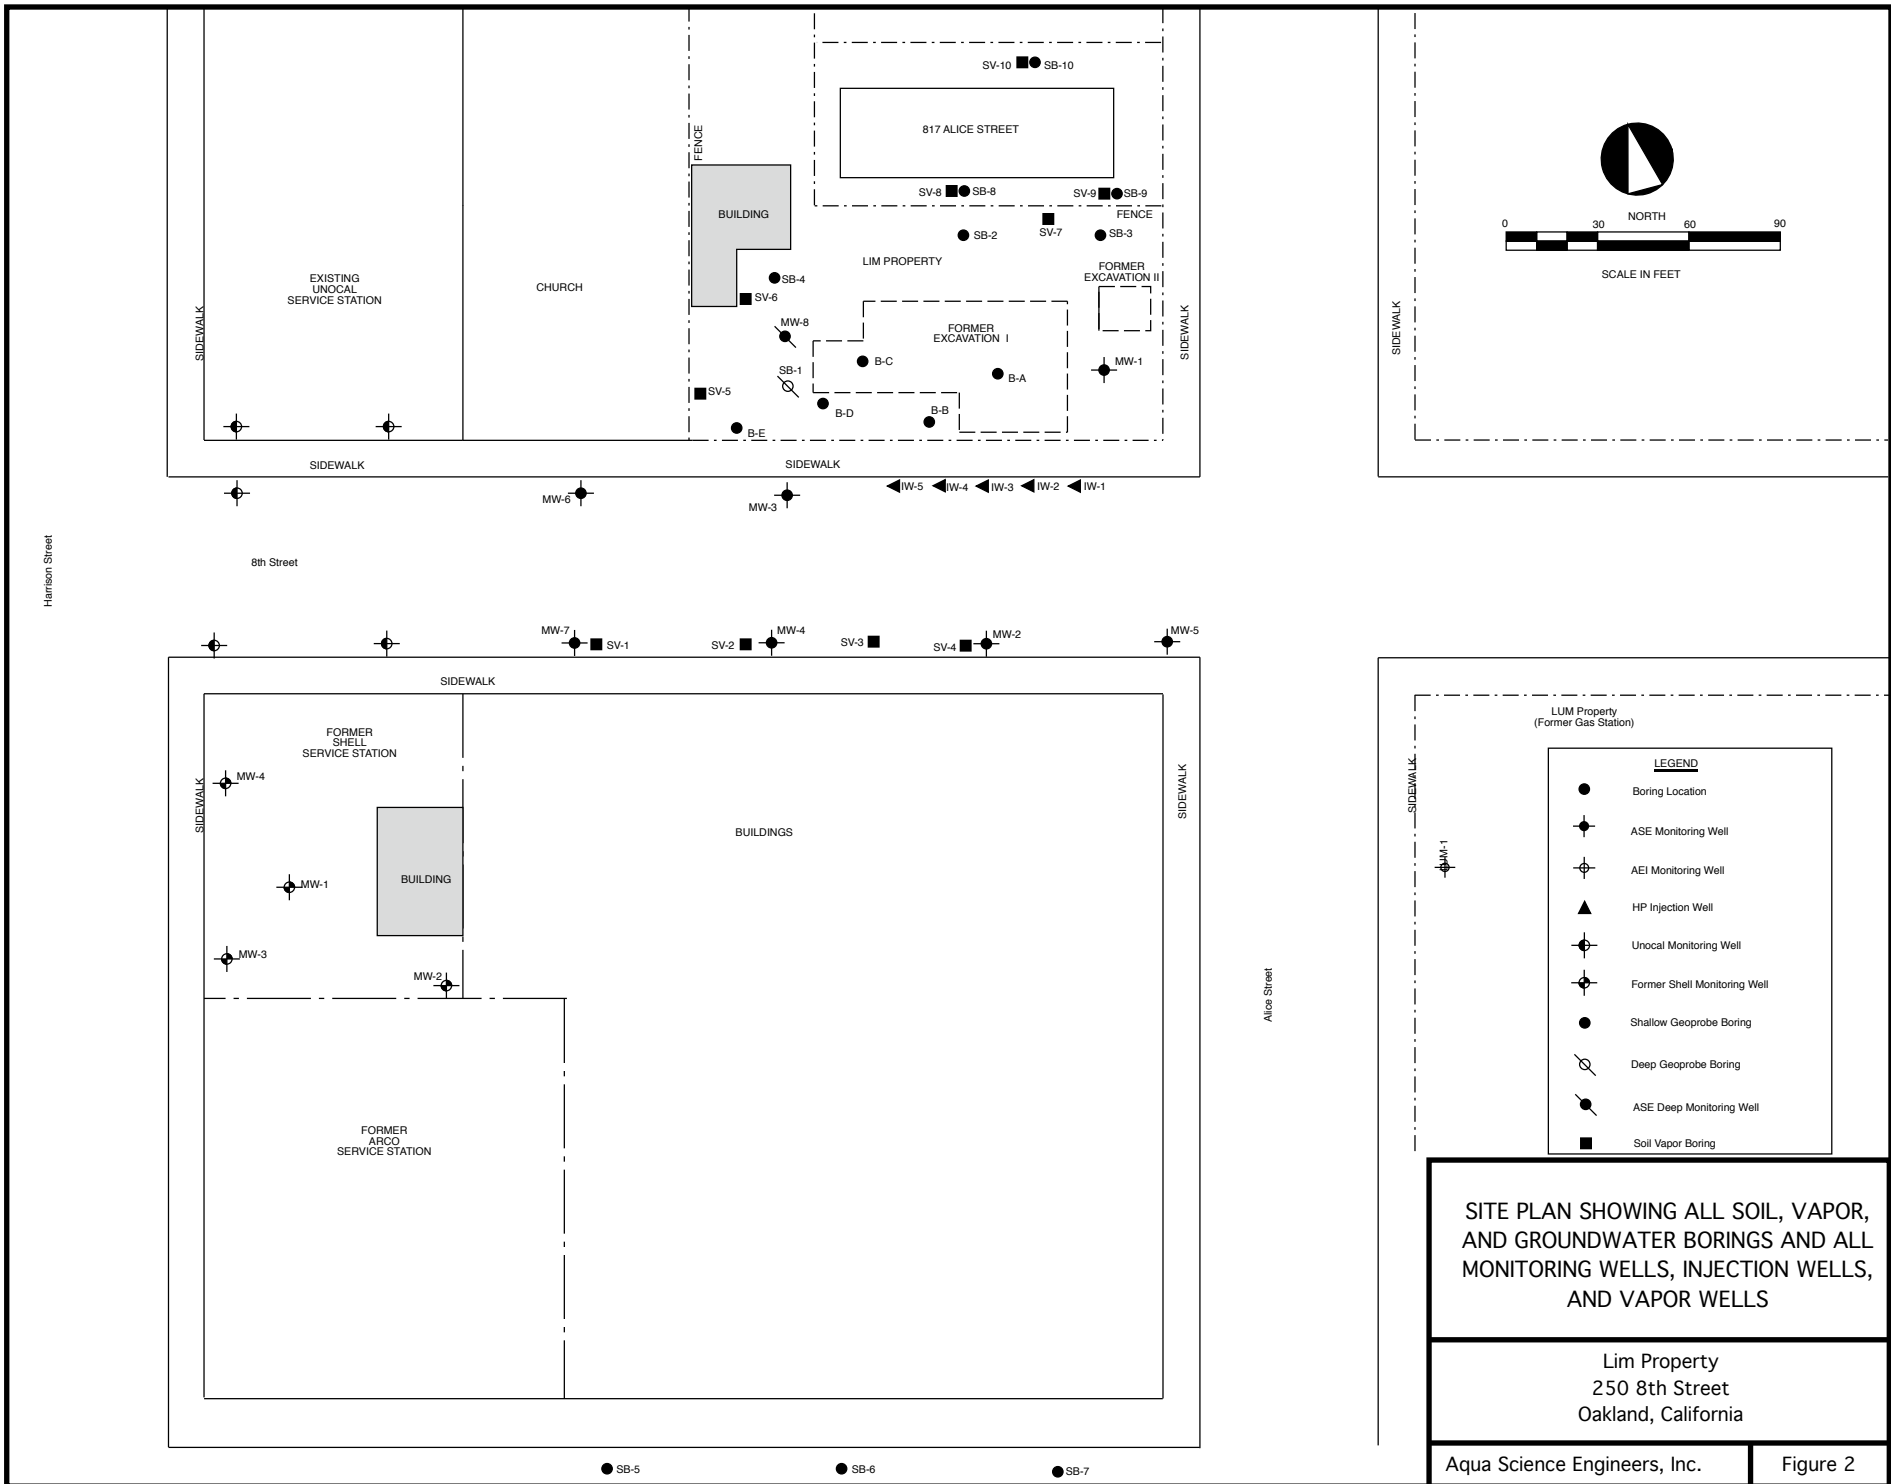 SV-10
SB-10
817 ALICE STREET
FENCE
SV-8
SB-8
SV-9
SB-9
FENCE
BUILDING
SB-2
SV-7
SB-3
LIM PROPERTY
FORMER
EXCAVATION II
EXISTING
UNOCAL
SERVICE STATION
CHURCH
SB-4
SV-6
MW-8
FORMER
EXCAVATION I
SIDEWALK
SIDEWALK
SIDEWALK
B-C
MW-1
SB-1
B-A
SV-5
B-D
B-B
B-E
SIDEWALK
SIDEWALK
MW-6
MW-3
IW-5
IW-4
IW-3
IW-2
IW-1
NORTH
0
30
60
90
SCALE IN FEET
Harrison Street
8th Street
MW-7
SV-1
SV-2
MW-4
SV-3
SV-4
MW-2
MW-5
SIDEWALK
FORMER
SHELL
SERVICE STATION
MW-4
SIDEWALK
SIDEWALK
SIDEWALK
BUILDINGS
BUILDING
MW-1
MW-3
MW-2
Alice Street
FORMER
ARCO
SERVICE STATION
SB-5
SB-6
SB-7
LUM Property
(Former Gas Station)
LEGEND
Boring Location
ASE Monitoring Well
AEI Monitoring Well
HP Injection Well
Unocal Monitoring Well
Former Shell Monitoring Well
Shallow Geoprobe Boring
Deep Geoprobe Boring
ASE Deep Monitoring Well
Soil Vapor Boring
SITE PLAN SHOWING ALL SOIL, VAPOR,
AND GROUNDWATER BORINGS AND ALL
MONITORING WELLS, INJECTION WELLS,
AND VAPOR WELLS
Lim Property
250 8th Street
Oakland, California
Aqua Science Engineers, Inc.
Figure 2